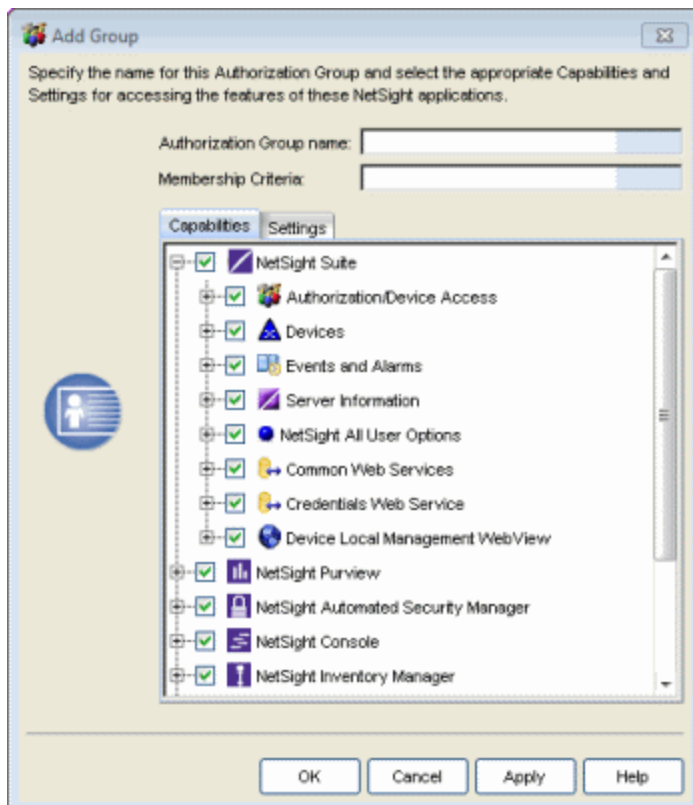 Add Group
Specify the name for this Authorization Group and select the appropriate Capabilities and
Settings for accessing the features of these NetSight applications.
Authorization Group name:
Membership Criteria:
Capabilities Settings
NetSight Suite
Authorization/Device Access
Devices
Events and Alarms
Server Information
NetSight All User Options
Common Web Services
Credentials Web Service
Device Local Management WebView
NetSight Purview
NetSight Automated Security Manager
NetSight Console
NetSight Inventory Manager
OK Cancel Apply Help